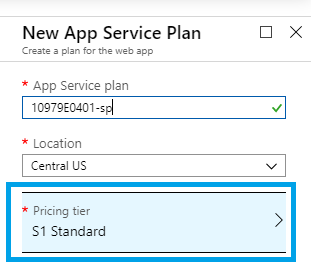 New App Service Plan
Create a plan for the web app
* App Service plan
10979E0401-sp
* Location
Central US
* Pricing tier
S1 Standard